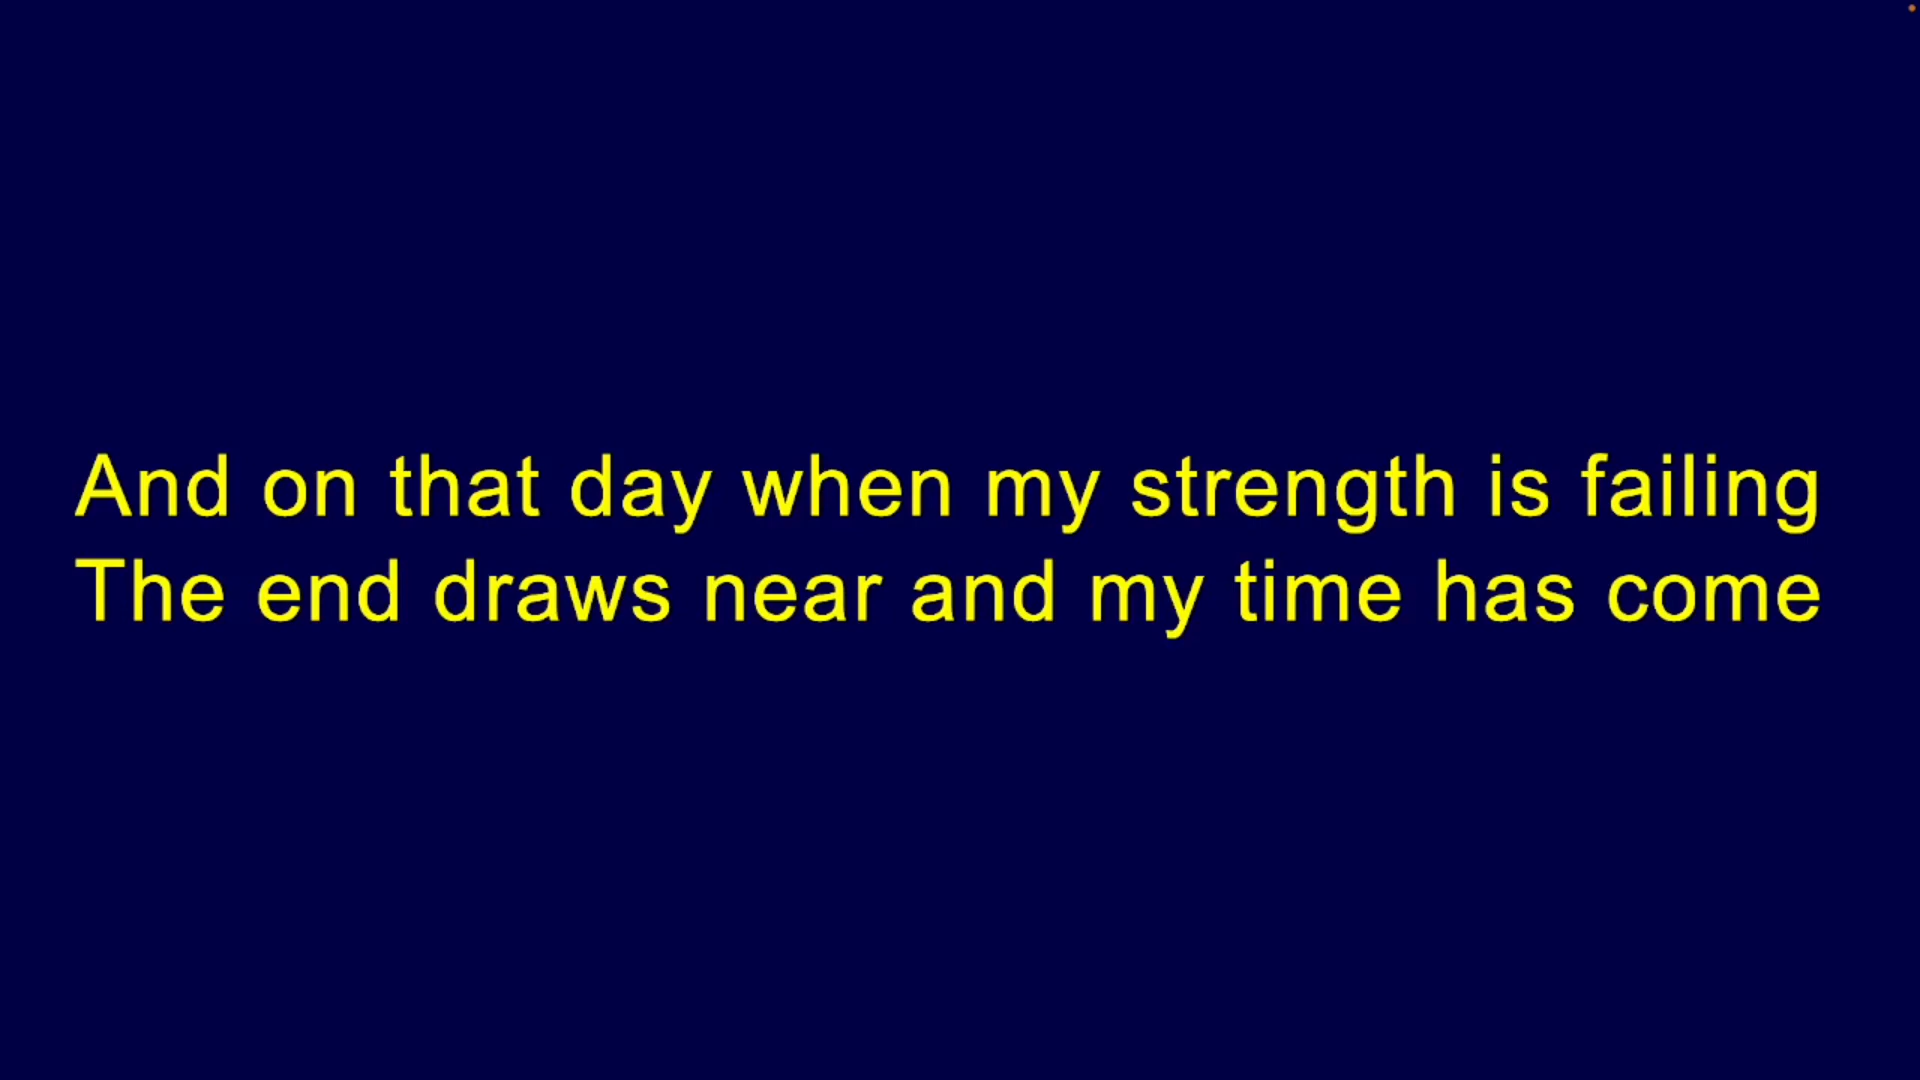 And on that day when my strength is failing
The end draws near and my time has come